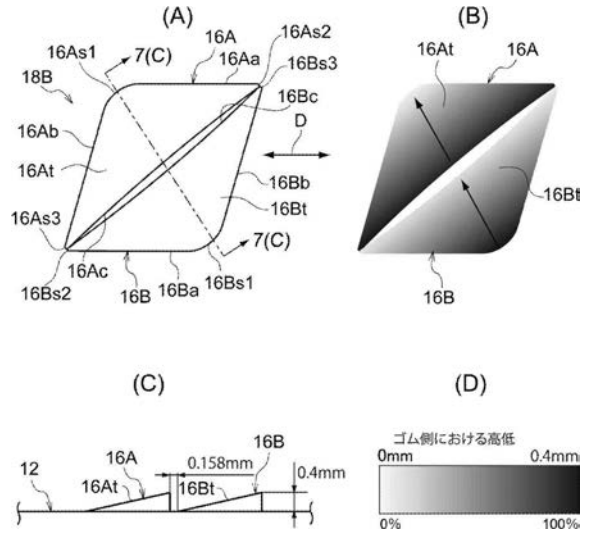 (A)
16As1
7(C)
16A
16Aa
16As2
16Bs3
18B
16Bc
16Ab
D
16At
16Bb
16Bt
16As3
7(C)
16Ac
16Bs2
16B
16Ba
16Bs1
(B)
16At
16A
16Bt
16B
(C)
16A
0.158mm
16B
12
16At
16Bt
0.4mm
(D)
ゴム側における高低
0mm 0.4mm
0% 100%